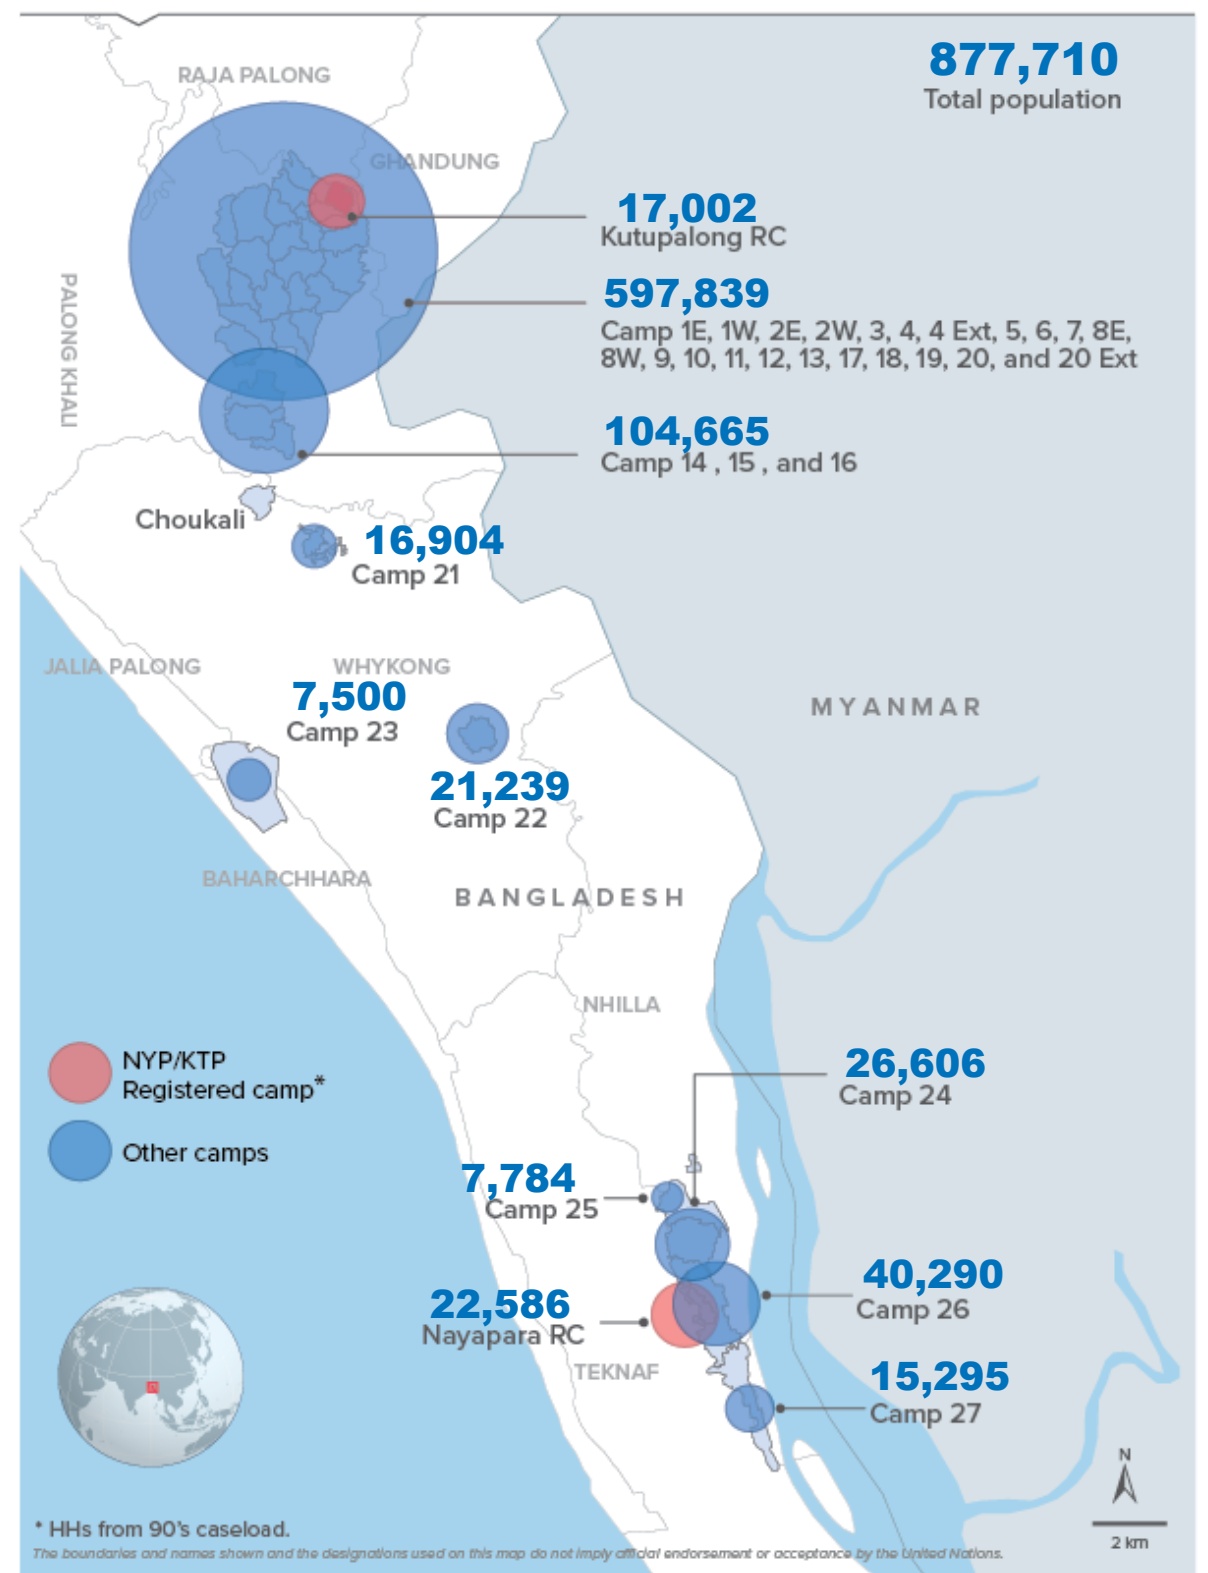 877,710
Total population
RAJA PALONG
GHANDUNG
17,002
Kutupalong RC
PALONG KHALI
597,839
Camp 1E, 1W, 2E, 2W, 3, 4, 4 Ext, 5, 6, 7, 8E,
8W, 9, 10, 11, 12, 13, 17, 18, 19, 20, and 20 Ext
104,665
Camp 14 , 15 , and 16
Choukali
16,904
Camp 21
JALIA PALONG
WHYKONG
7,500
Camp 23
MYANMAR
21,239
Camp 22
BAHARCHHARA
BANGLADESH
NHILLA
NYP/KTP
Registered camp*
Other camps
26,606
Camp 24
7,784
Camp 25
40,290
Camp 26
22,586
Nayapara RC
TEKNAF
15,295
Camp 27
N
2 km
* HHs from 90's caseload.
The boundaries and names shown and the designations used on this map do not imply official endorsement or acceptance by the United Nations.